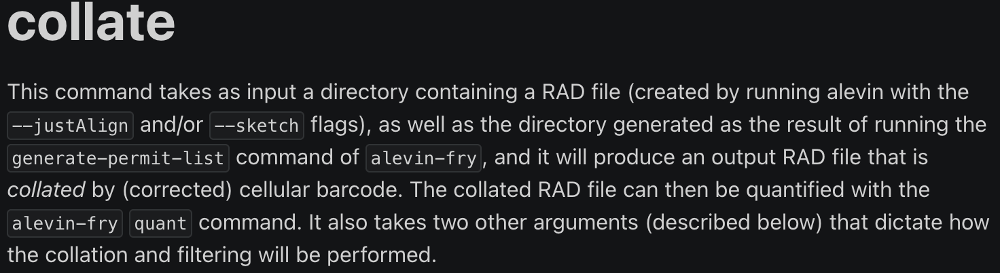 collate
This command takes as input a directory containing a RAD file (created by running alevin with the
--justAlign and/or --sketch flags), as well as the directory generated as the result of running the
generate-permit-list command of alevin-fry, and it will produce an output RAD file that is
collated by (corrected) cellular barcode. The collated RAD file can then be quantified with the
alevin-fry quant command. It also takes two other arguments (described below) that dictate how
the collation and filtering will be performed.